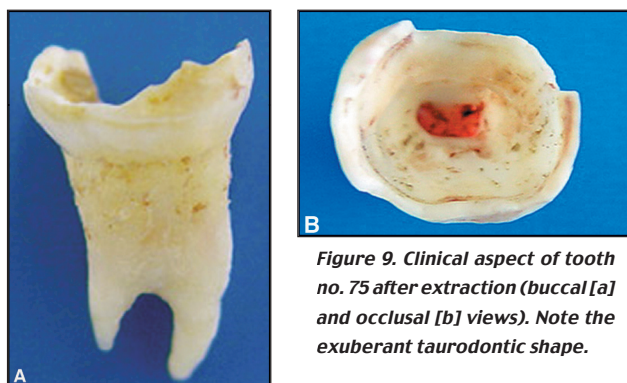 A
B
Figure 9. Clinical aspect of tooth
no. 75 after extraction (buccal [a]
and occlusal [b] views). Note the
exuberant taurodontic shape.